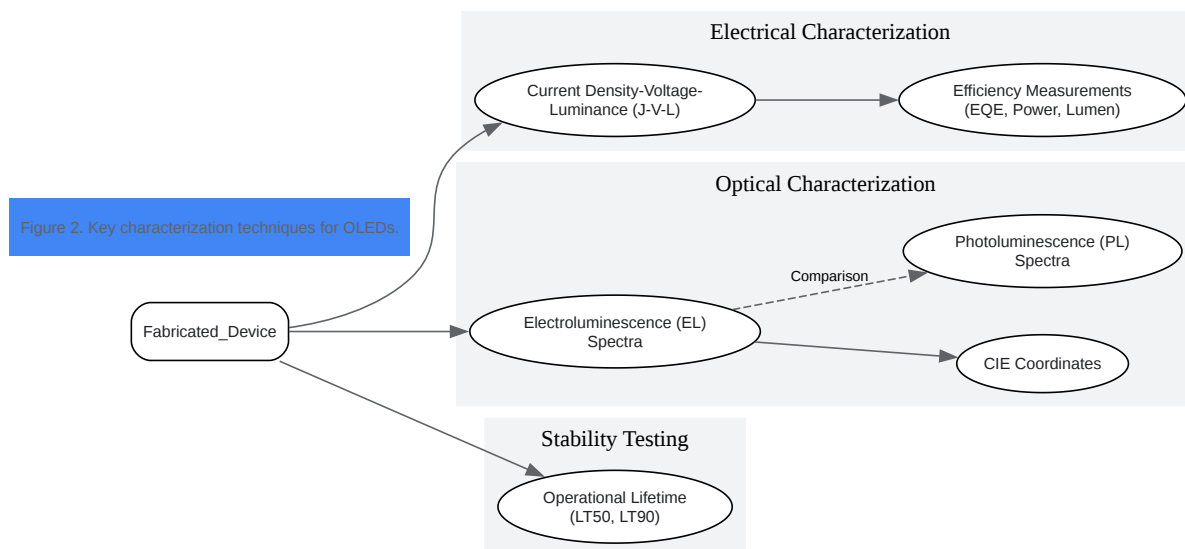 Electrical Characterization
Current Density-Voltage-
Luminance (J-V-L)
Efficiency Measurements
(EQE, Power, Lumen)
Optical Characterization
Figure 2. Key characterization techniques for OLEDs.
Photoluminescence (PL)
Spectra
Comparison
Fabricated_Device
Electroluminescence (EL)
Spectra
CIE Coordinates
Stability Testing
Operational Lifetime
(LT50, LT90)